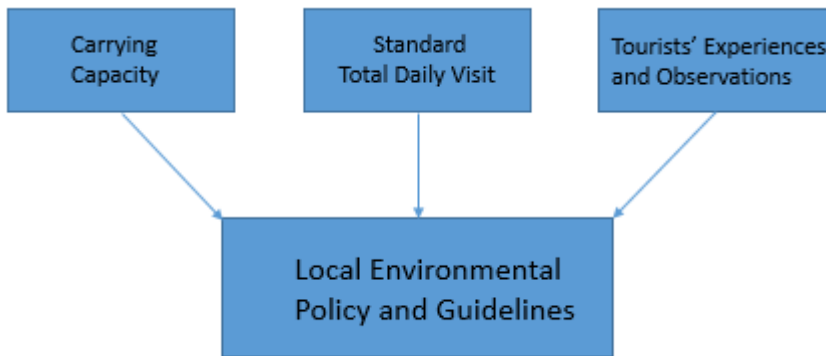 Carrying
Capacity
Standard
Total Daily Visit
Tourists’ Experiences
and Observations
Local Environmental
Policy and Guidelines